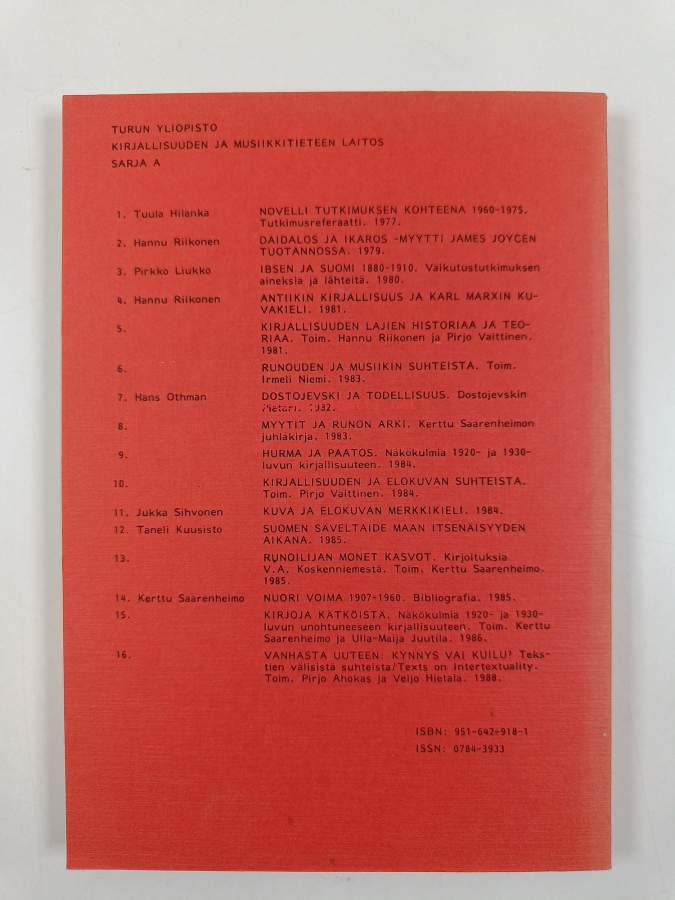 TURUN YLIOPISTO
KIRJALLISUUDEN JA MUSIIKKITIETEEN LAITOS
SARJA A
1. Tuula Hilanka NOVELLI TUTKIMUKSEN KOHTEENA 1960-1975.
Tutkimusreferaatti. 1977.
2. Hannu Riikonen DAIDALOS JA IKAROS -MYYTTI JAMES JOYCEN
TUOTANNOSSA. 1979.
3. Pirkko Liukko IBSEN JA SUOMI 1880-1910. Vaikutustutkimuksen
aineksia ja lähteitä. 1980.
4. Hannu Riikonen ANTIIKIN KIRJALLISUUS JA KARL MARXIN KU-
VAKIELI. 1981.
5. KIRJALLISUUDEN LAJIEN HISTORIAA JA TEO-
RIAA. Toim. Hannu Riikonen ja Pirjo Vaittinen.
1981.
6. RUNOUDEN JA MUSIIKIN SUHTEISTA. Toim.
Irmeli Niemi. 1983.
7. Hans Othman DOSTOJEVSKI JA TODELLISUUS. Dostojevskin
Pietari. 1982.
8. MYYTIT JA RUNON ARKI. Kerttu Saarenheimon
juhlakirja. 1983.
9. HURMA JA PAATOS. Näkökulmia 1920- ja 1930-
luvun kirjallisuuteen. 1984.
10. KIRJALLISUUDEN JA ELOKUVAN SUHTEISTA.
Toim. Pirjo Vaittinen. 1984.
11. Jukka Sihvonen KUVA JA ELOKUVAN MERKKIKIELI. 1984.
12. Taneli Kuusisto SUOMEN SÄVELTAIDE MAAN ITSENÄISYYDEN
AIKANA. 1985.
13. RUNOILIJAN MONET KASVOT. Kirjoituksia
V.A. Koskenniemestä. Toim. Kerttu Saarenheimo.
1985.
14. Kerttu Saarenheimo NUORI VOIMA 1907-1960. Bibliografia. 1985.
15. KIRJOJA KÄTKÖISTÄ. Näkökulmia 1920- ja 1930-
luvun unohtuneeseen kirjallisuuteen. Toim. Kerttu
Saarenheimo ja Ulla-Maija Juutila. 1986.
16. VANHASTA UUTEEN: KYNNYS VAI KUILU? Teks-
tien välisistä suhteista/Texts on Intertextuality.
Toim. Pirjo Ahokas ja Veijo Hietala. 1988.
ISBN: 951-642-918-1
ISSN: 0784-3933